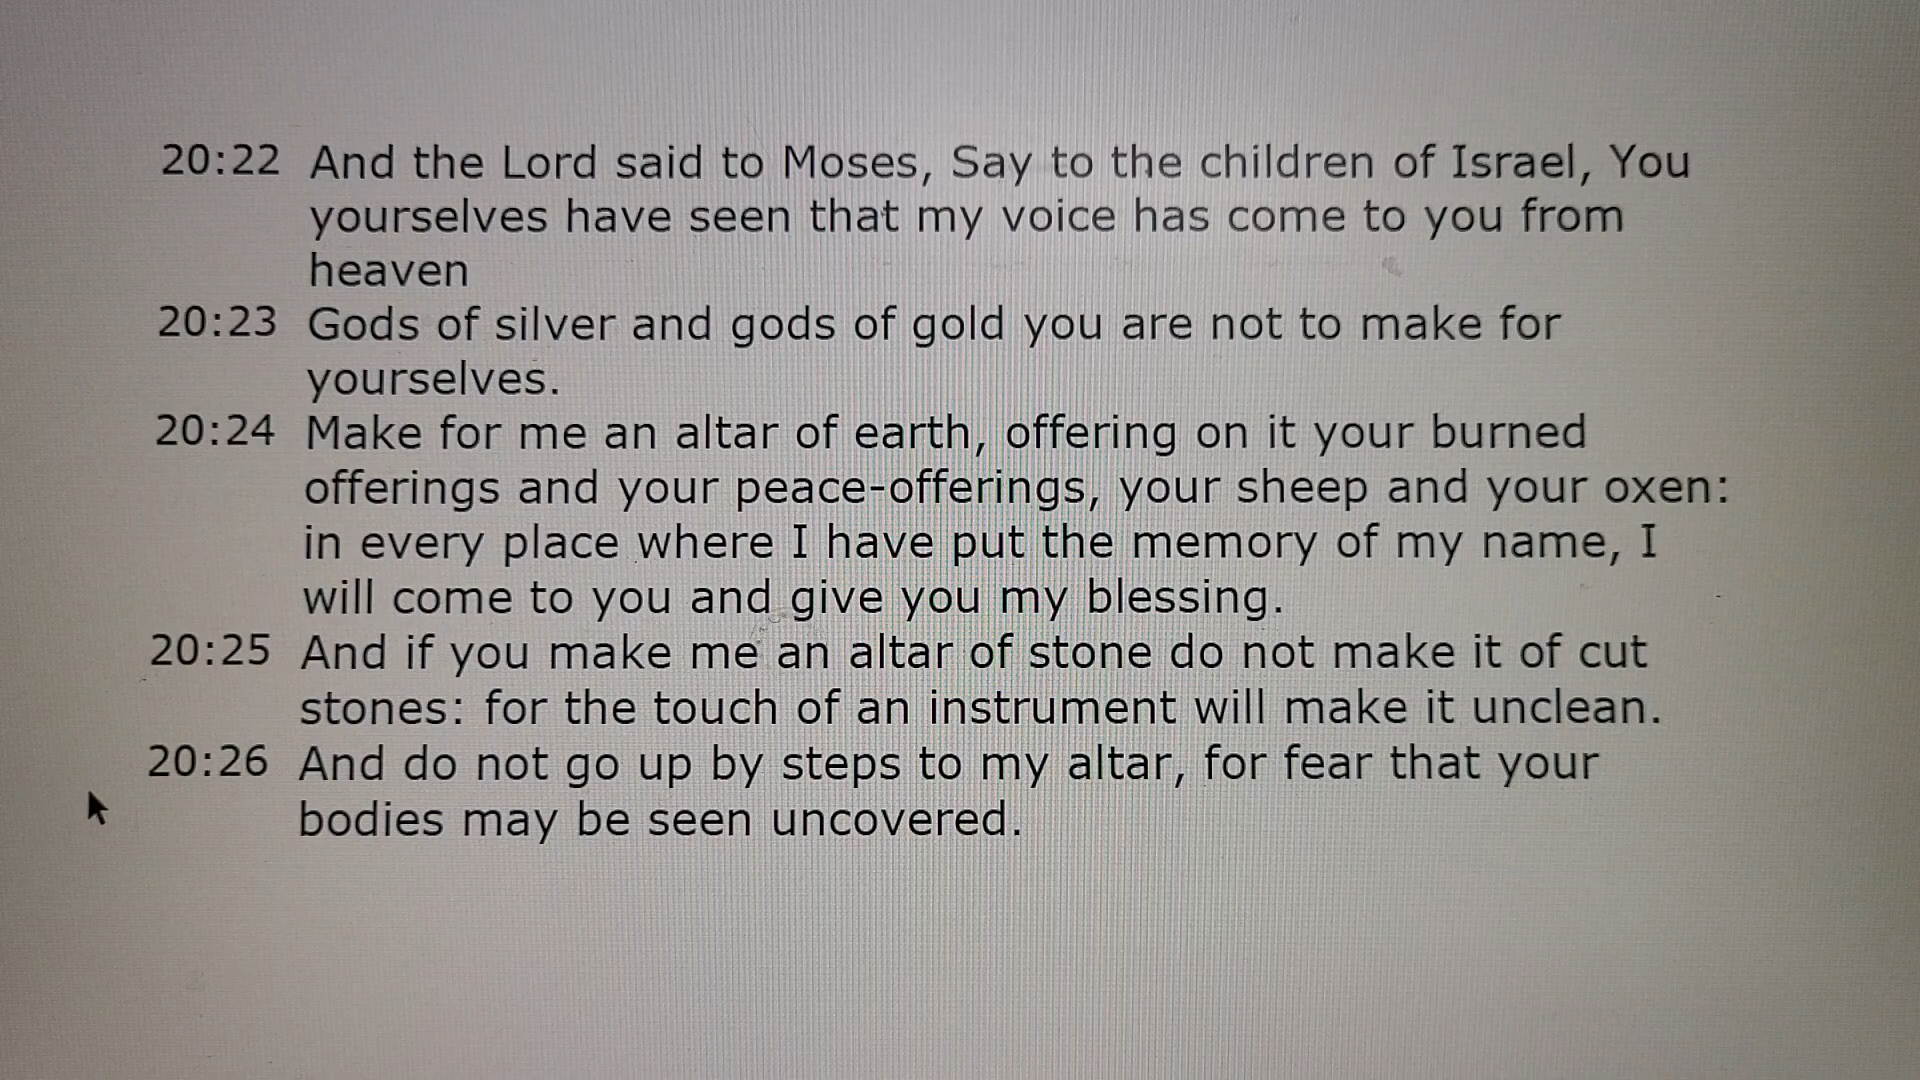 20:22 And the Lord said to Moses, Say to the children of Israel, You
yourselves have seen that my voice has come to you from
heaven
20:23 Gods of silver and gods of gold you are not to make for
yourselves.
20:24 Make for me an altar of earth, offering on it your burned
offerings and your peace-offerings, your sheep and your oxen:
in every place where I have put the memory of my name, I
will come to you and give you my blessing.
20:25 And if you make me an altar of stone do not make it of cut
stones: for the touch of an instrument will make it unclean.
20:26 And do not go up by steps to my altar, for fear that your
bodies may be seen uncovered.